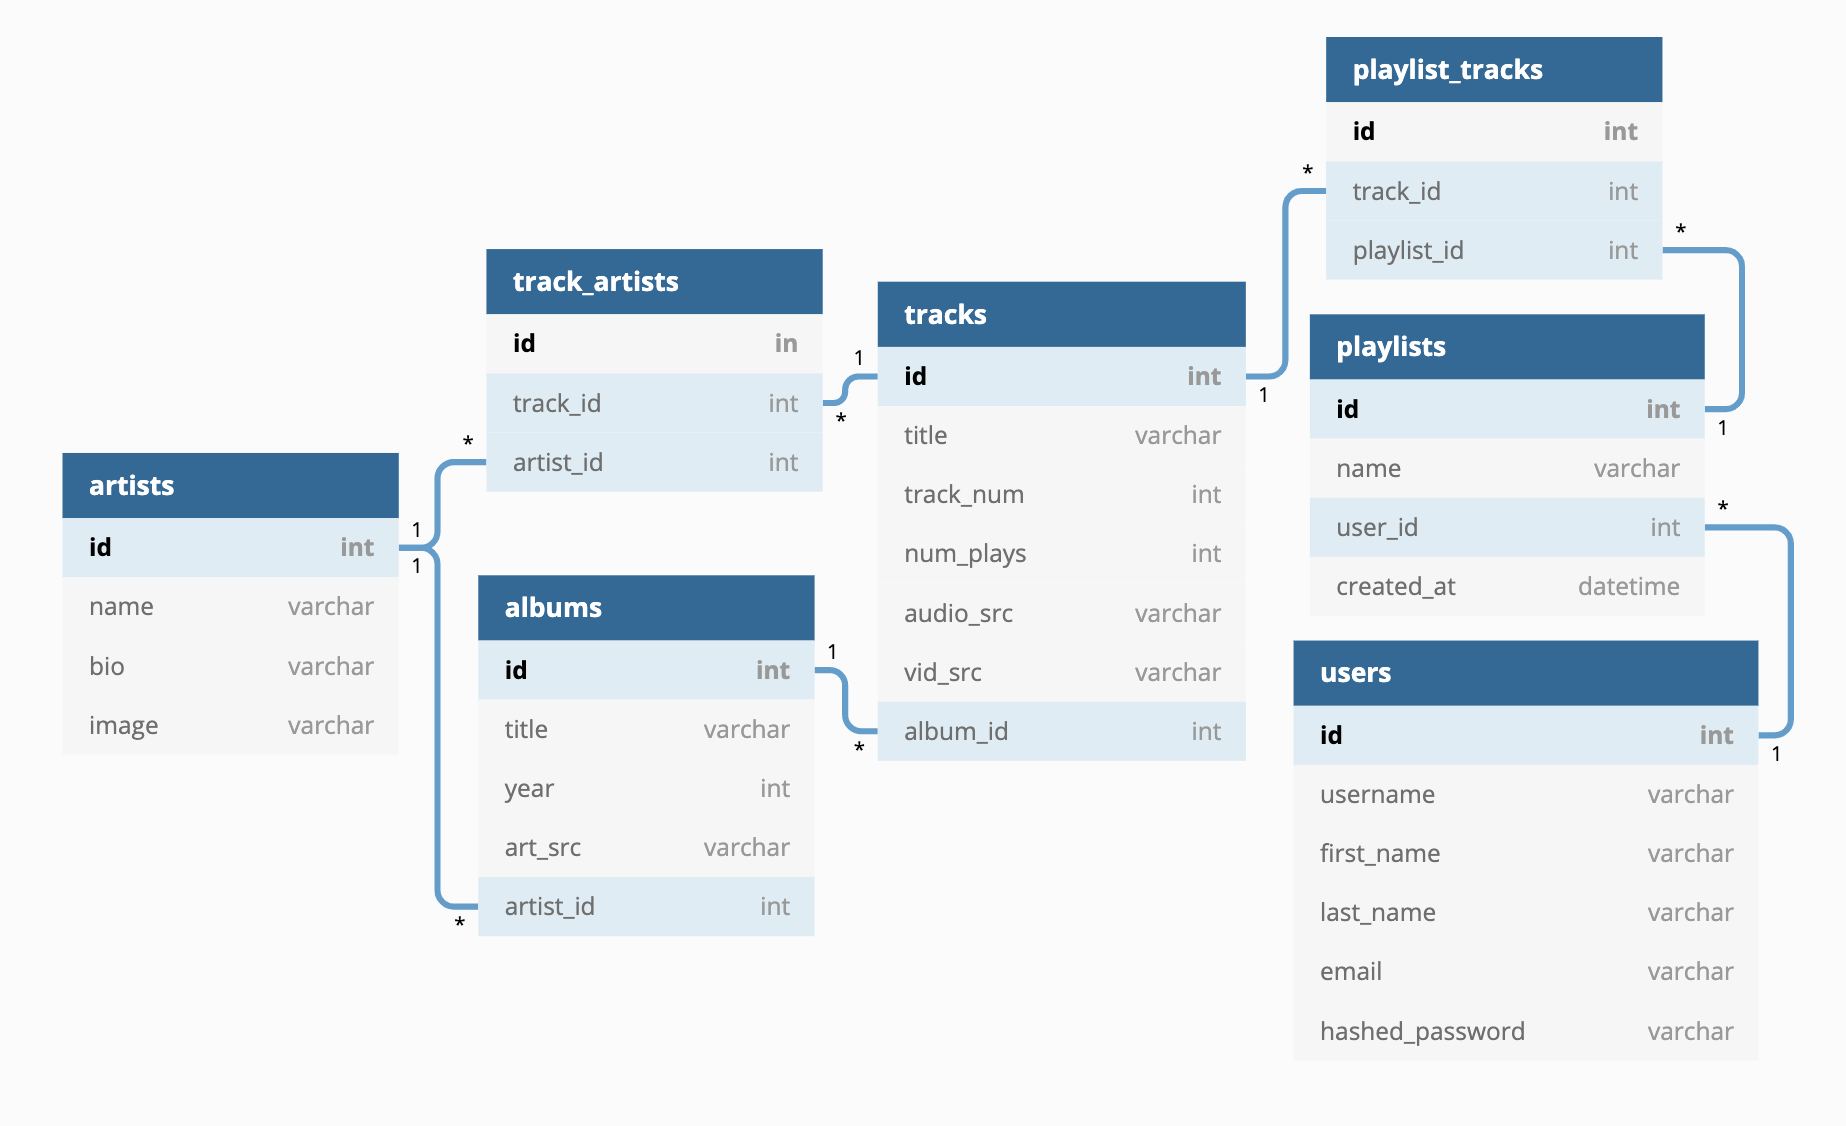 artists
id int
name varchar
bio varchar
image varchar
1
1
*
*
track_artists
id in
track_id int
artist_id int
*
1
albums
id int
title varchar
year int
art_src varchar
artist_id int
1
*
tracks
id int
title varchar
track_num int
num_plays int
audio_src varchar
vid_src varchar
album_id int
1
*
playlist_tracks
id int
track_id int
playlist_id int
*
1
playlists
id int
name varchar
user_id int
created_at datetime
*
1
users
id int
username varchar
first_name varchar
last_name varchar
email varchar
hashed_password varchar